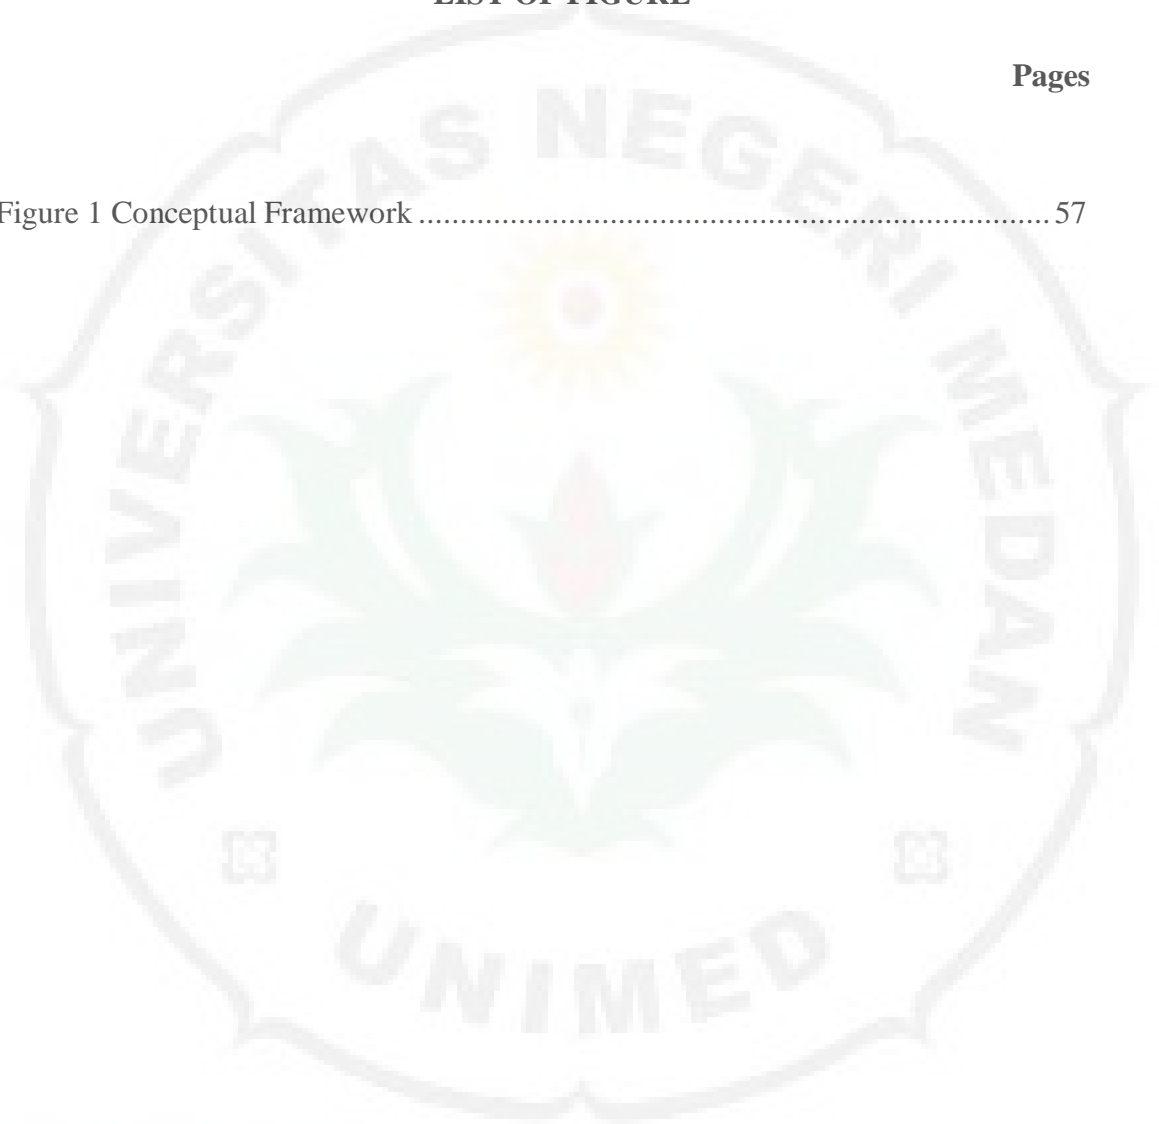 LIST OF FIGURE
Pages
Figure 1 Conceptual Framework ............................................................................ 57
UNIVERSITAS NEGERI MEDAN
UNIMED